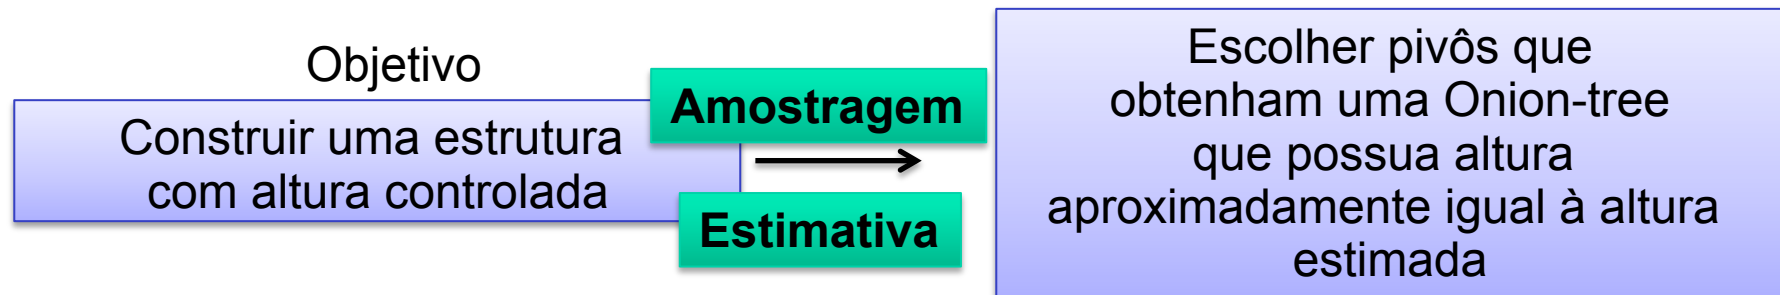 Objetivo
Construir uma estrutura
com altura controlada
Amostragem
Estimativa
Escolher pivôs que
obtenham uma Onion-tree
que possua altura
aproximadamente igual à altura
estimada